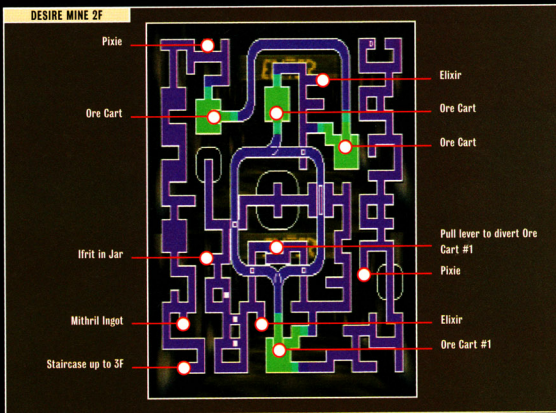 DESIRE MINE 2F
Pixie
Elixir
Ore Cart
Ore Cart
Ore Cart
Pull lever to divert Ore
Cart #1
Ifrit in Jar
Pixie
Mithril Ingot
Elixir
Ore Cart #1
Staircase up to 3F